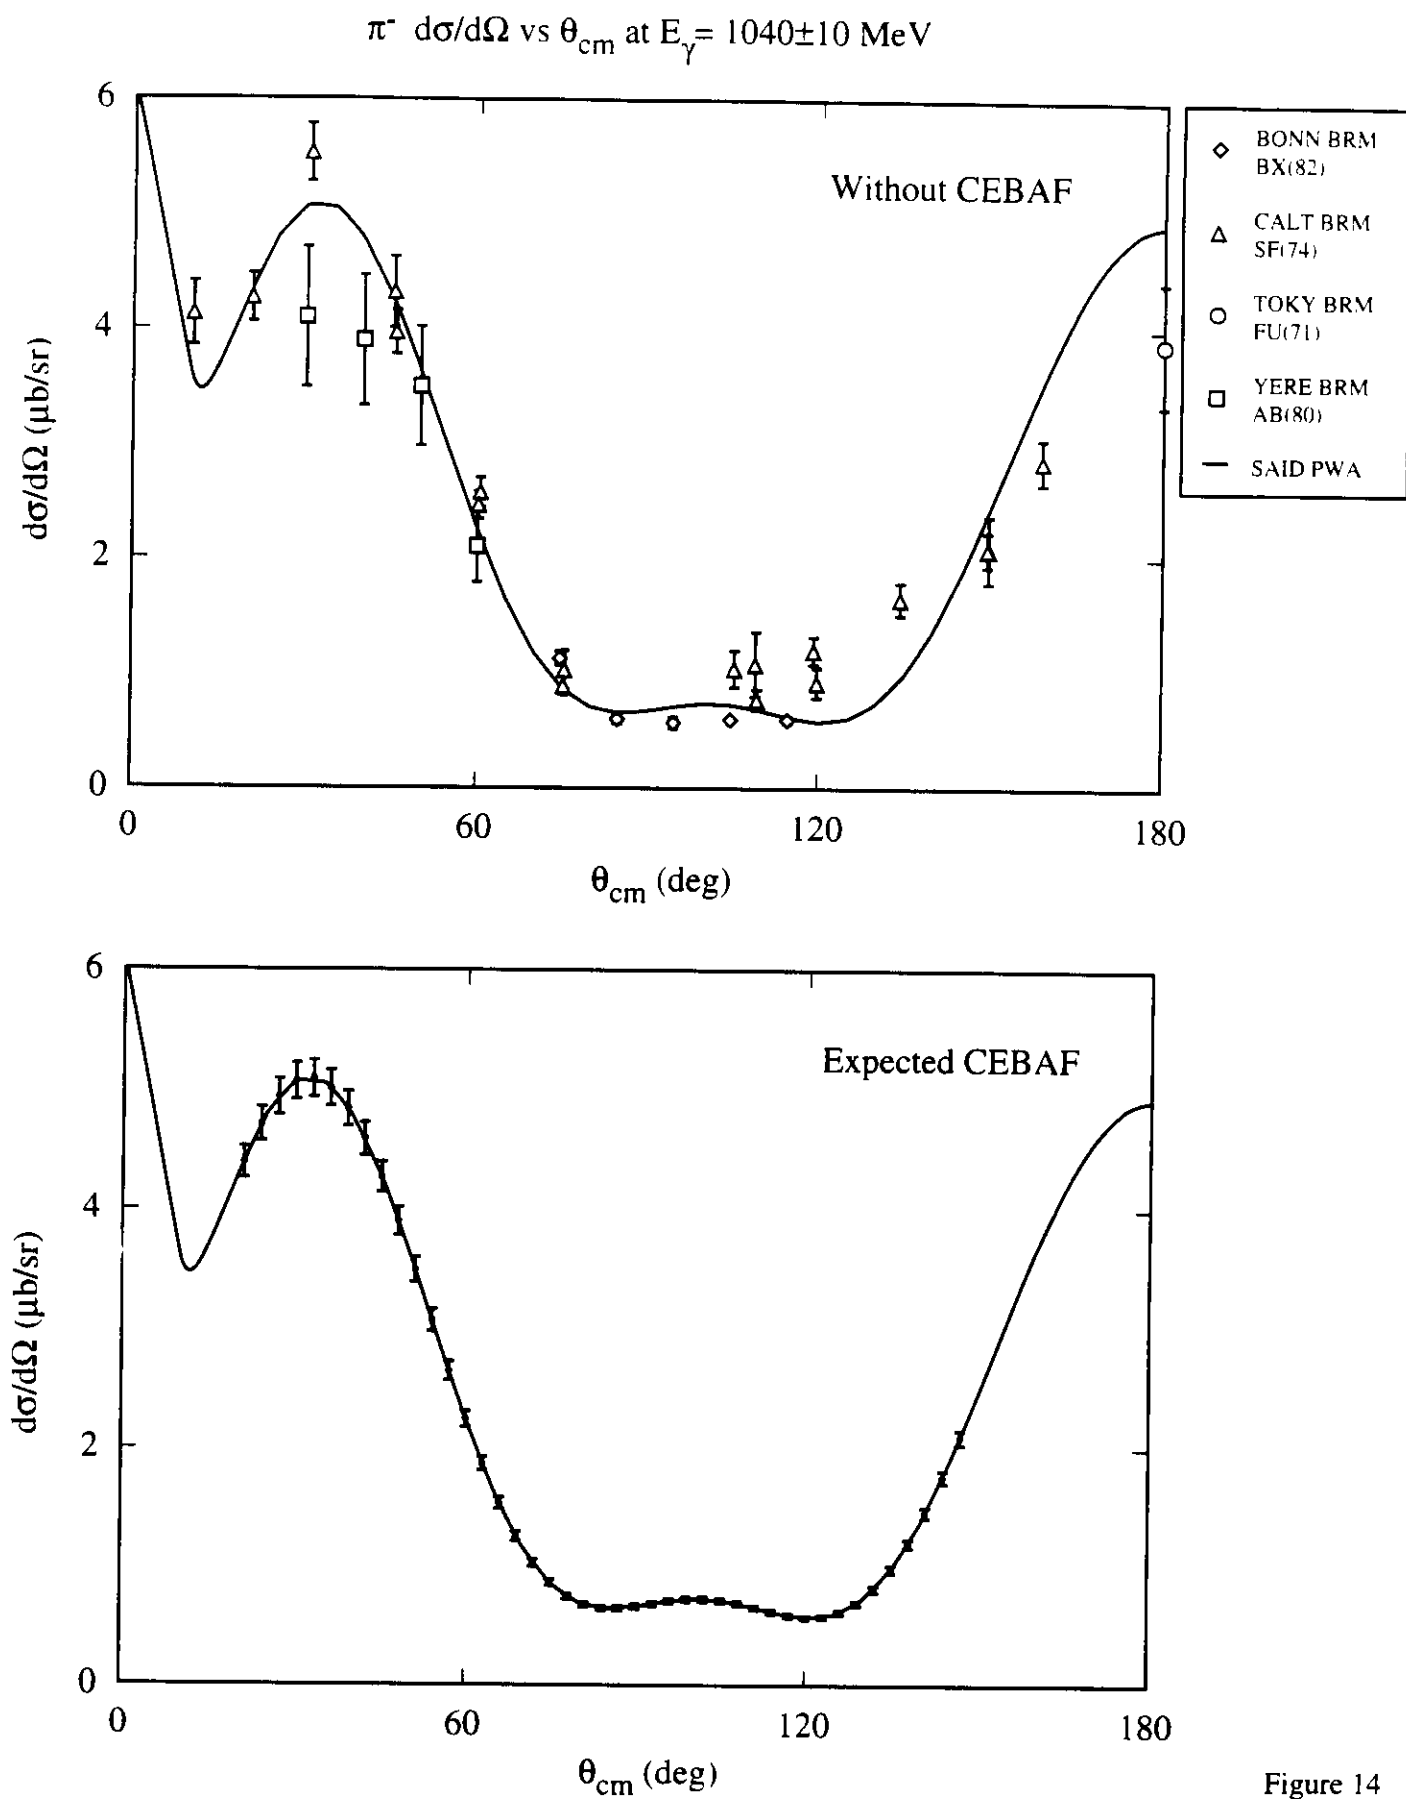 π⁻ dσ/dΩ vs θcm at Eγ= 1040±10 MeV
6
4
2
0
dσ/dΩ (μb/sr)
Without CEBAF
0 60 120 180
θcm (deg)
BONN BRM
BX(82)
CALT BRM
SF(74)
TOKY BRM
FU(71)
YERE BRM
AB(80)
SAID PWA
6
4
2
0
dσ/dΩ (μb/sr)
Expected CEBAF
0 60 120 180
θcm (deg)
Figure 14